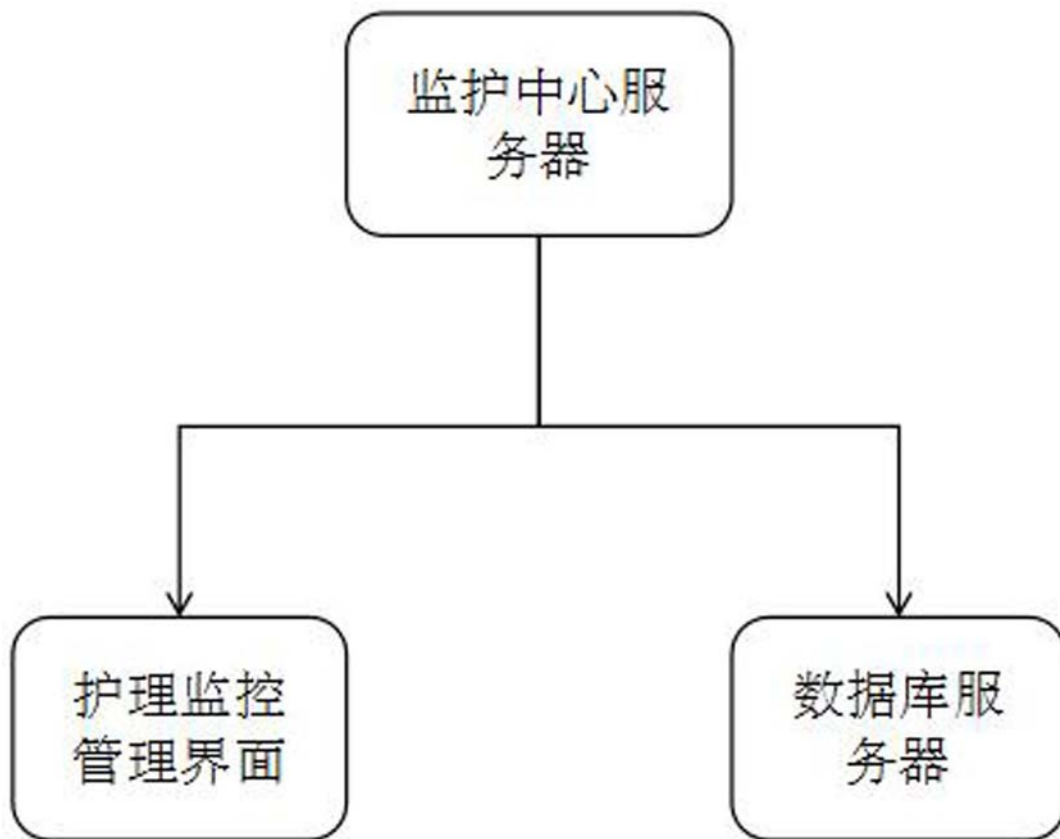 监护中心服
务器
护理监控
管理界面
数据库服
务器